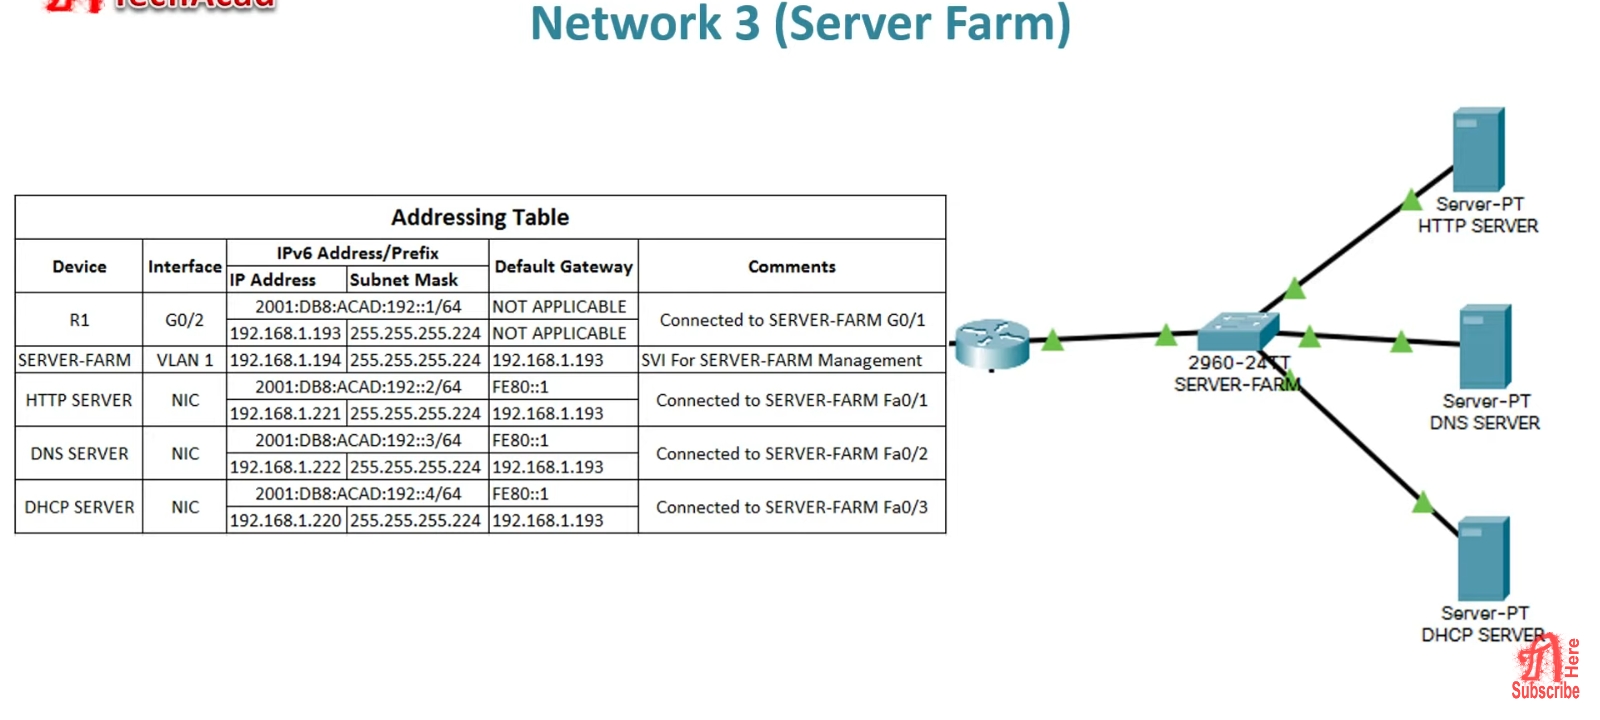 TechAcad
Network 3 (Server Farm)
Addressing Table
Device Interface IPv6 Address/Prefix Default Gateway Comments
IP Address Subnet Mask
R1 G0/2 2001:DB8:ACAD:192::1/64 NOT APPLICABLE Connected to SERVER-FARM G0/1
192.168.1.193 255.255.255.224 NOT APPLICABLE
SERVER-FARM VLAN 1 192.168.1.194 255.255.255.224 192.168.1.193 SVI For SERVER-FARM Management
HTTP SERVER NIC 2001:DB8:ACAD:192::2/64 FE80::1 Connected to SERVER-FARM Fa0/1
192.168.1.221 255.255.255.224 192.168.1.193
DNS SERVER NIC 2001:DB8:ACAD:192::3/64 FE80::1 Connected to SERVER-FARM Fa0/2
192.168.1.222 255.255.255.224 192.168.1.193
DHCP SERVER NIC 2001:DB8:ACAD:192::4/64 FE80::1 Connected to SERVER-FARM Fa0/3
192.168.1.220 255.255.255.224 192.168.1.193
Server-PT
HTTP SERVER
2960-24TT
SERVER-FARM
Server-PT
DNS SERVER
Server-PT
DHCP SERVER
Here
Subscribe